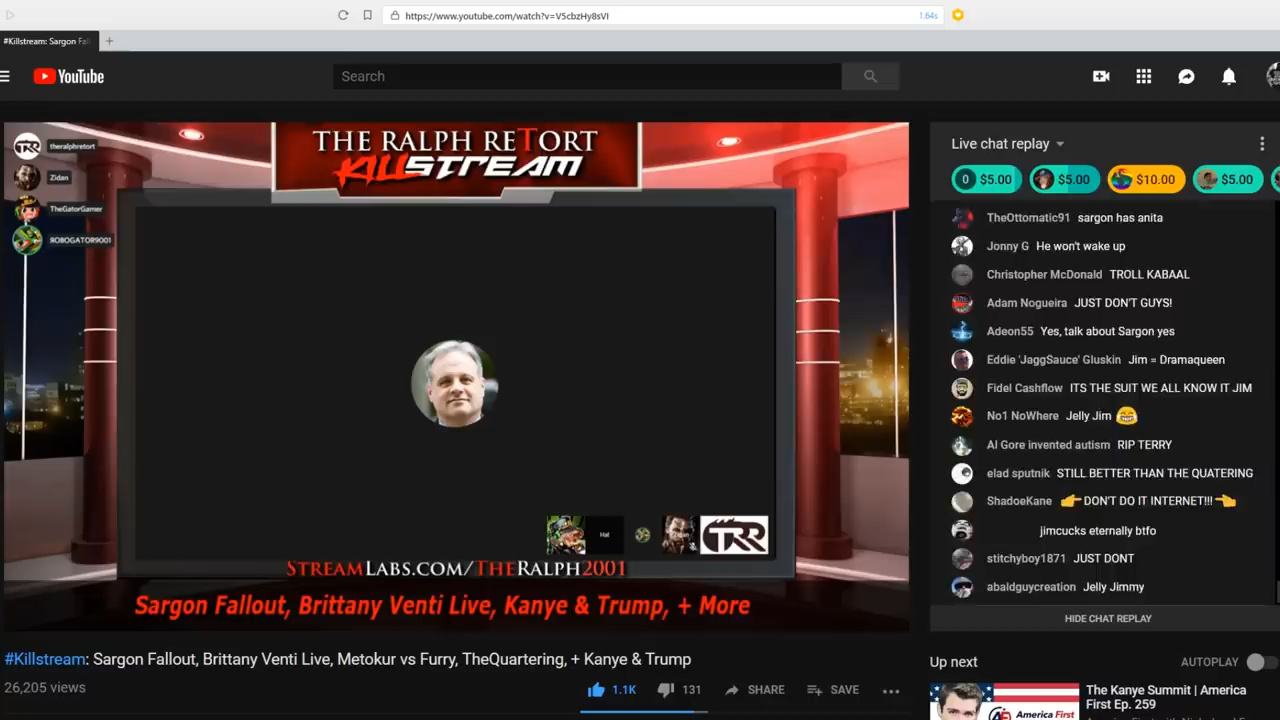 https://www.youtube.com/watch?v=V5cbzHy8sVI
1.64s
#Killstream: Sargon Fal
YouTube
Search
theralphretort
Zidan
TheGatorGamer
ROBOGATOR9001
THE RALPH RETORT
KILLSTREAM
TRR
Hal
TRR
STREAMLABS.COM/THERALPH2001
Sargon Fallout, Brittany Venti Live, Kanye & Trump, + More
#Killstream: Sargon Fallout, Brittany Venti Live, Metokur vs Furry, TheQuartering, + Kanye & Trump
26,205 views
1.1K
131
SHARE
SAVE
Live chat replay
0 $5.00
$5.00
$10.00
$5.00
TheOttomatic91 sargon has anita
Jonny G He won't wake up
Christopher McDonald TROLL KABAAL
Adam Nogueira JUST DON'T GUYS!
Adeon55 Yes, talk about Sargon yes
Eddie 'JaggSauce' Gluskin Jim = Dramaqueen
Fidel Cashflow ITS THE SUIT WE ALL KNOW IT JIM
No1 NoWhere Jelly Jim
Al Gore invented autism RIP TERRY
elad sputnik STILL BETTER THAN THE QUATERING
ShadoeKane 👉DON'T DO IT INTERNET!!!👈
jimcucks eternally btfo
stitchyboy1871 JUST DONT
abaldguycreation Jelly Jimmy
HIDE CHAT REPLAY
Up next
AUTOPLAY
The Kanye Summit | America
First Ep. 259
America First